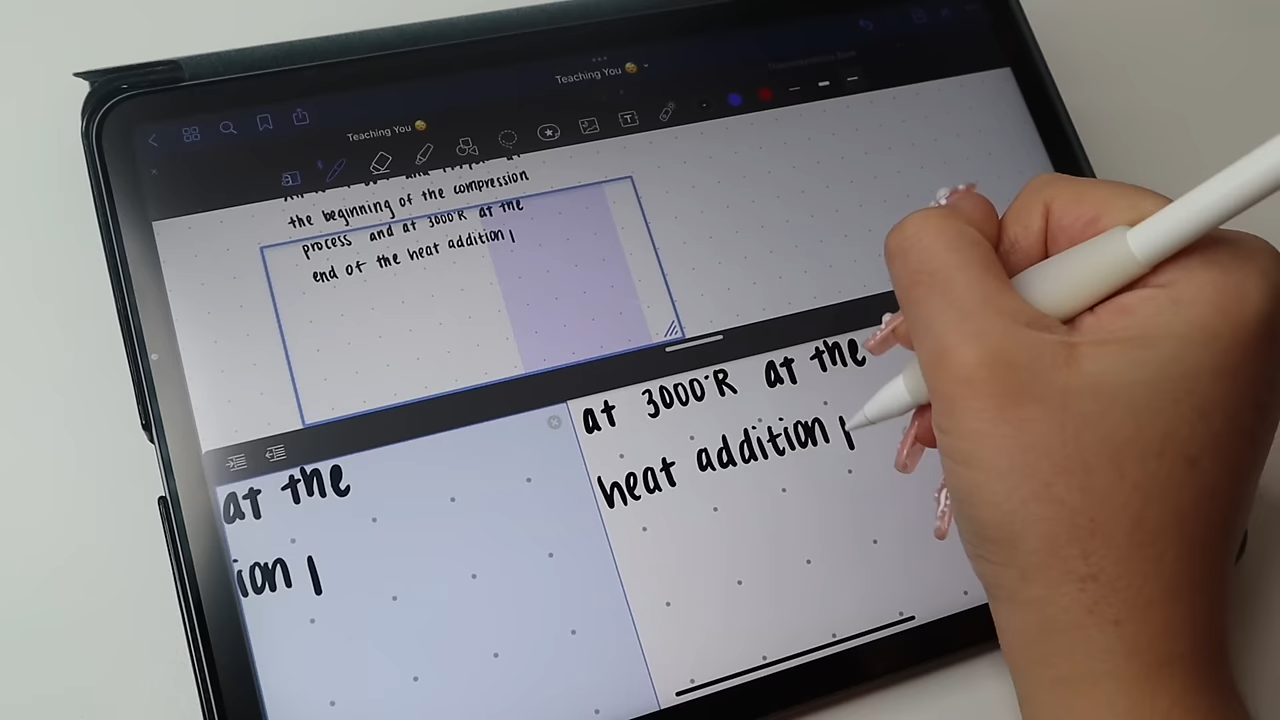 Teaching You
Teaching You
the beginning of the compression
process and at 3000°R at the
end of the heat addition
at 3000°R at the
heat addition
at the
ion